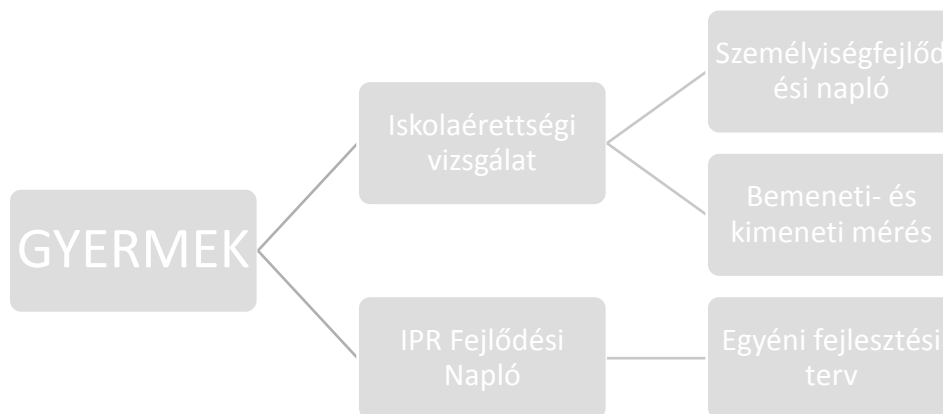 GYERMEK
Iskolaérettségi
vizsgálat
Személyiségfejlőd
ési napló
Bemeneti- és
kimeneti mérés
IPR Fejlődési
Napló
Egyéni fejlesztési
terv